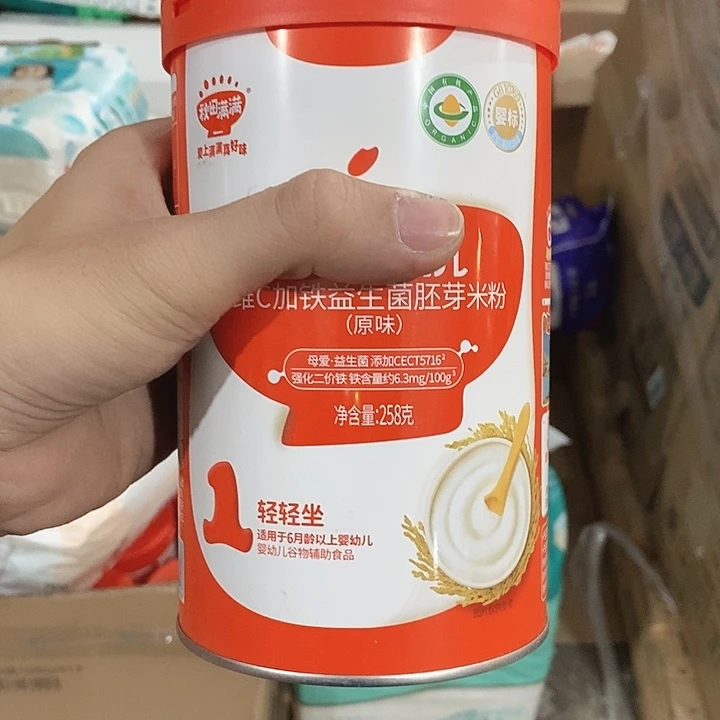 秋田满满
爱上满满真好味
ORGANIC
婴标
维C加铁益生菌胚芽米粉
(原味)
母爱·益生菌 添加CECT5716²
强化二价铁 铁含量约6.3mg/100g³
净含量:258克
1
轻轻坐
适用于6月龄以上婴幼儿
婴幼儿谷物辅助食品